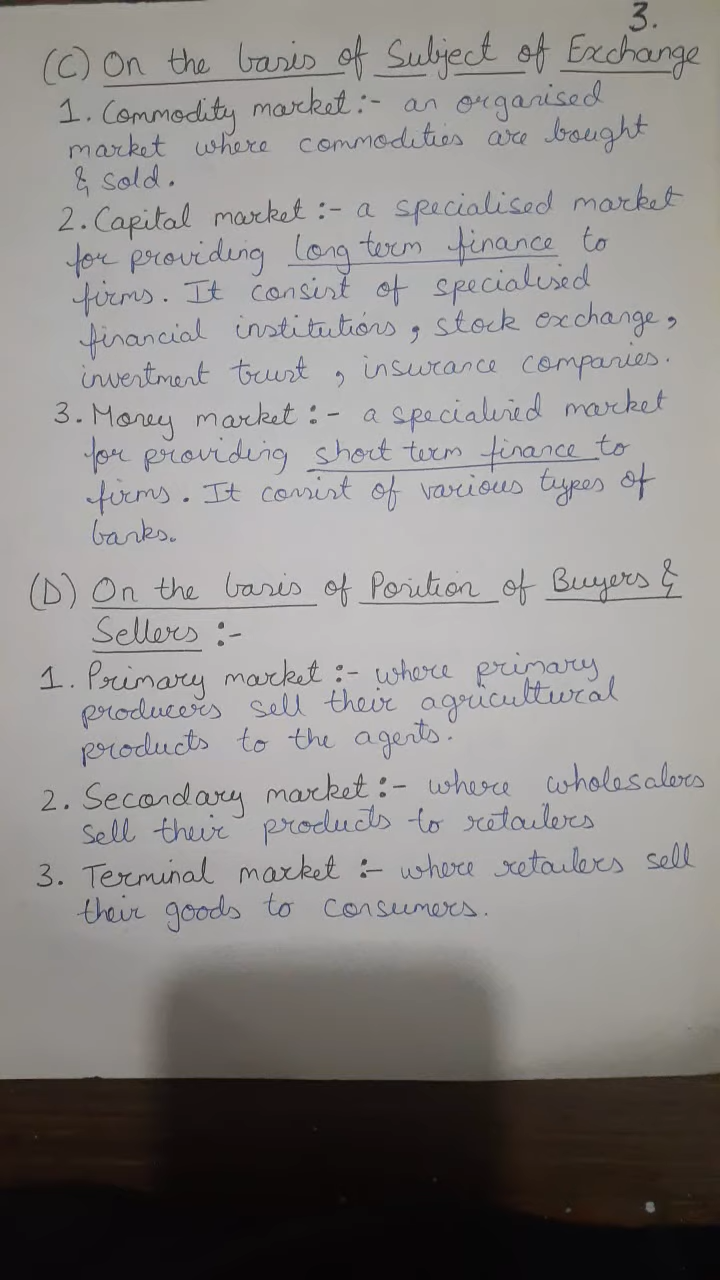 3.
(C) On the basis of Subject of Exchange
1. Commodity market :- an organised
market where commodities are bought
& sold.
2. Capital market :- a specialised market
for providing long term finance to
firms. It consist of specialised
financial institutions, stock exchange,
investment trust, insurance companies.
3. Money market :- a specialised market
for providing short term finance to
firms. It consist of various types of
banks.
(D) On the basis of Position of Buyers &
Sellers :-
1. Primary market :- where primary
producers sell their agricultural
products to the agents.
2. Secondary market :- where wholesalers
sell their products to retailers
3. Terminal market :- where retailers sell
their goods to consumers.